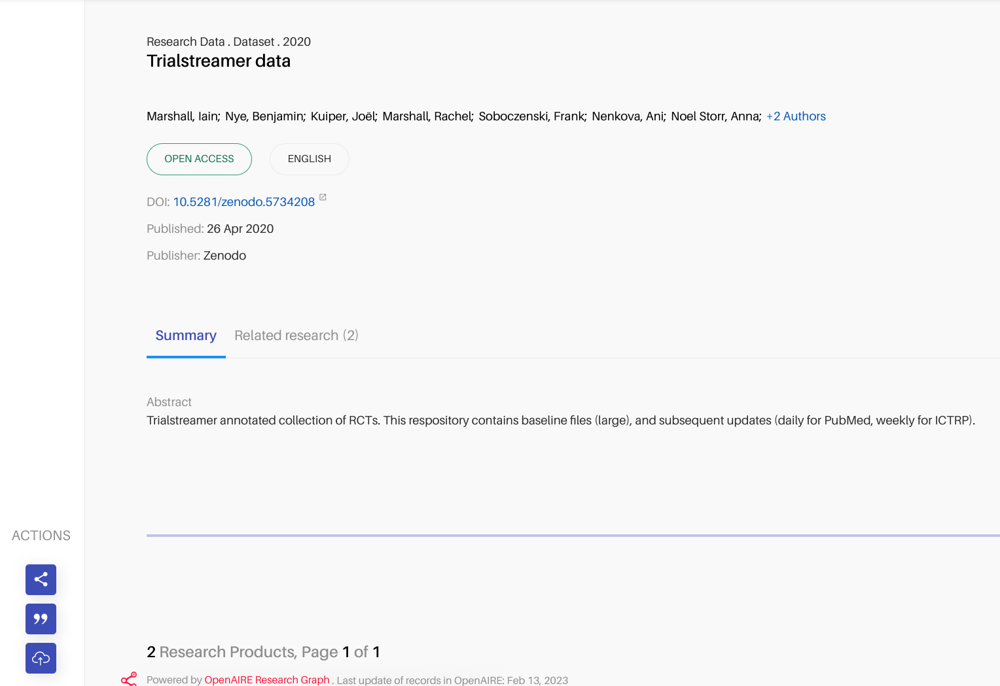 Research Data . Dataset . 2020
Trialstreamer data
Marshall, Iain; Nye, Benjamin; Kuiper, Joël; Marshall, Rachel; Soboczenski, Frank; Nenkova, Ani; Noel Storr, Anna; +2 Authors
OPEN ACCESS ENGLISH
DOI: 10.5281/zenodo.5734208
Published: 26 Apr 2020
Publisher: Zenodo
Summary Related research (2)
Abstract
Trialstreamer annotated collection of RCTs. This respository contains baseline files (large), and subsequent updates (daily for PubMed, weekly for ICTRP).
ACTIONS
2 Research Products, Page 1 of 1
Powered by OpenAIRE Research Graph . Last update of records in OpenAIRE: Feb 13, 2023